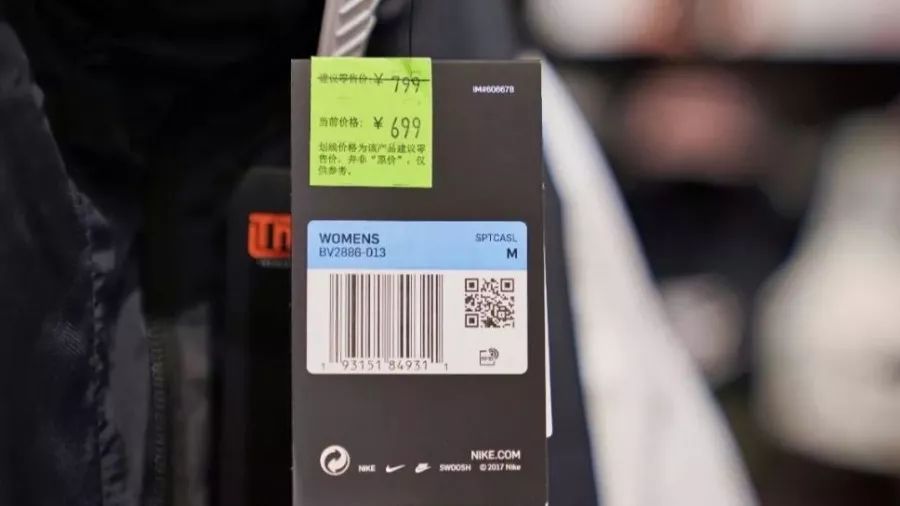 建议零售价:¥ 799
IM#606678
当前价格: ¥ 699
划线价格为该产品建议零
售价,并非“原价”,仅
供参考。
WOMENS
SPTCASL
BV2886-013
M
1 93151 84931 1
RFID
NIKE.COM
NIKE SWOOSH © 2017 Nike